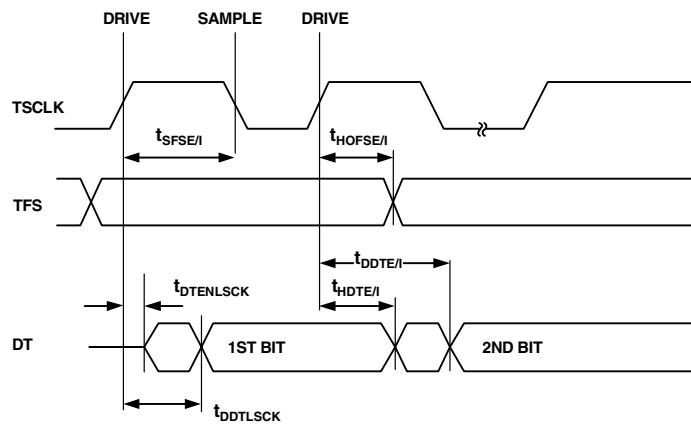 DRIVE SAMPLE DRIVE
TSCLK
tSFSE/I tHOFSE/I
TFS
tDDTE/I
tDTENLSCK tHDTE/I
DT 1ST BIT 2ND BIT
tDDTLSCK